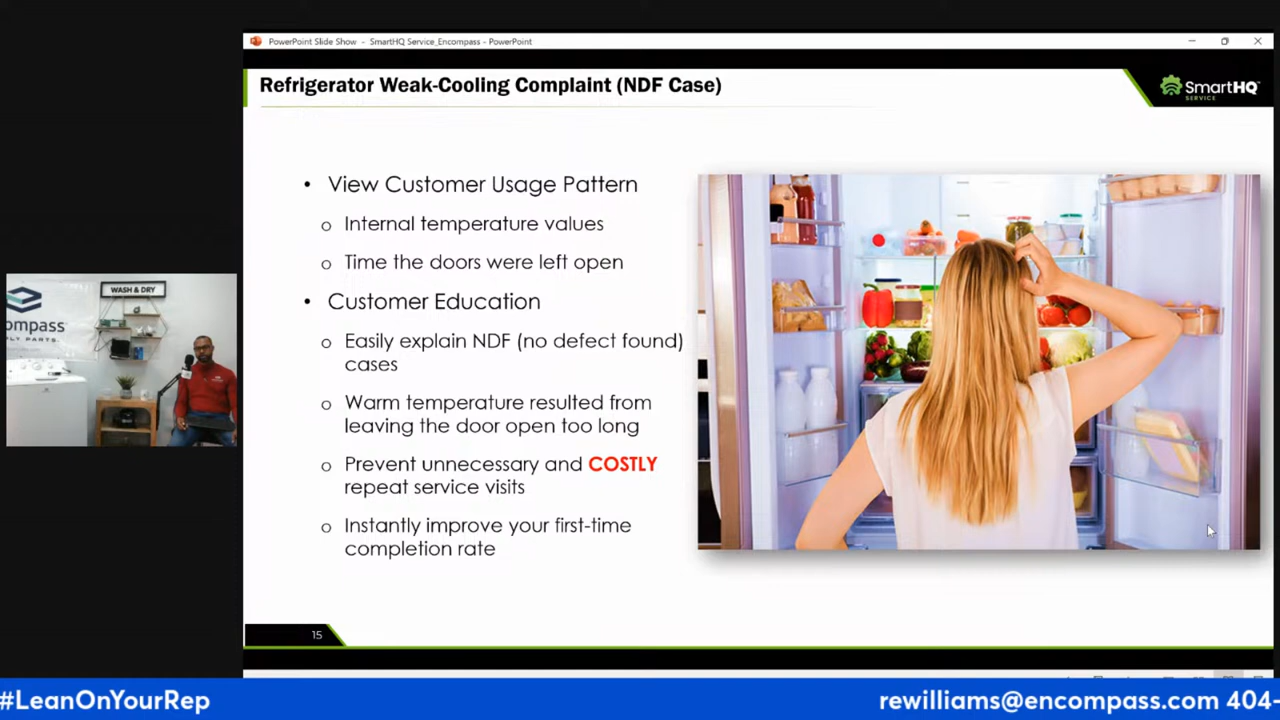 PowerPoint Slide Show - SmartHQ Service_Encompass - PowerPoint
Refrigerator Weak-Cooling Complaint (NDF Case)
SmartHQ
SERVICE
• View Customer Usage Pattern
o Internal temperature values
o Time the doors were left open
• Customer Education
o Easily explain NDF (no defect found)
cases
o Warm temperature resulted from
leaving the door open too long
o Prevent unnecessary and COSTLY
repeat service visits
o Instantly improve your first-time
completion rate
WASH & DRY
ompass
PLY PARTS.
15
#LeanOnYourRep
rewilliams@encompass.com 404-